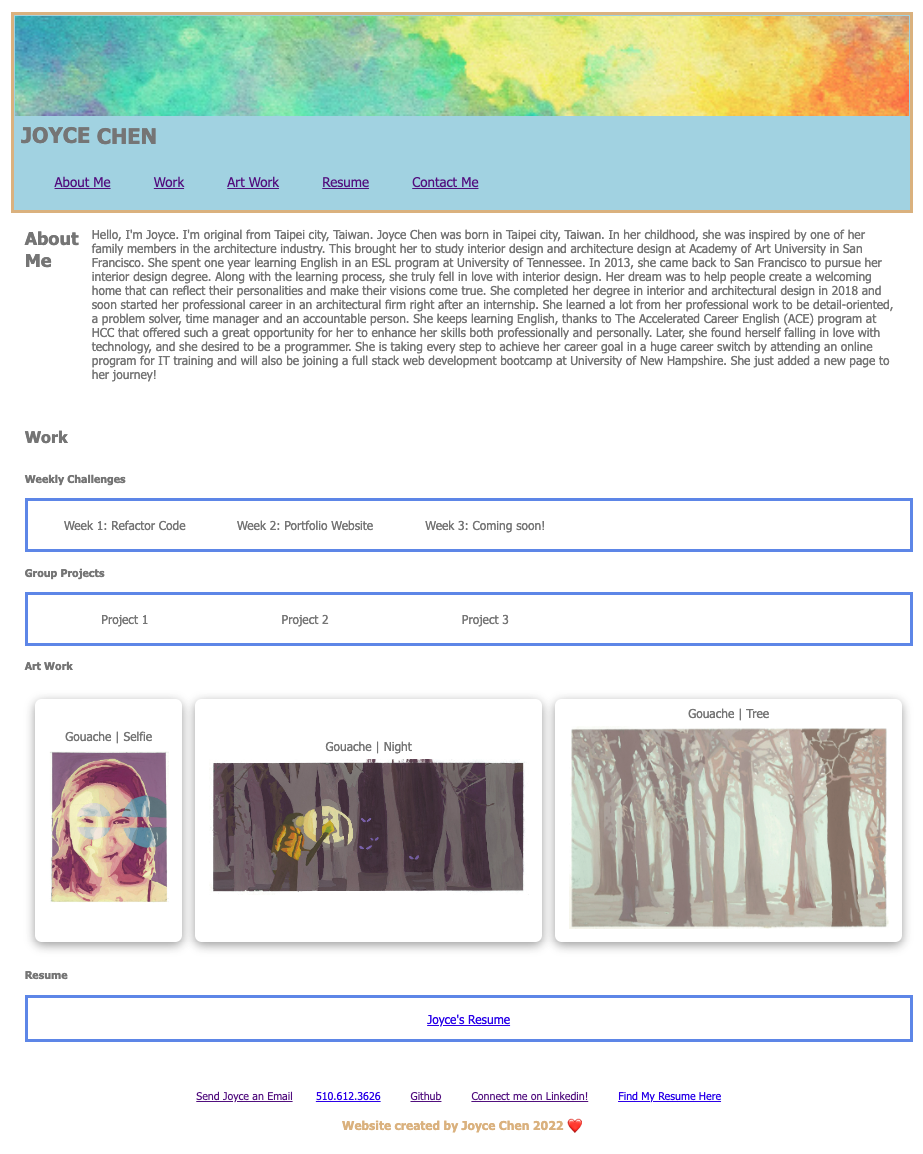 JOYCE CHEN
About Me Work Art Work Resume Contact Me
About
Me
Hello, I'm Joyce. I'm original from Taipei city, Taiwan. Joyce Chen was born in Taipei city, Taiwan. In her childhood, she was inspired by one of her
family members in the architecture industry. This brought her to study interior design and architecture design at Academy of Art University in San
Francisco. She spent one year learning English in an ESL program at University of Tennessee. In 2013, she came back to San Francisco to pursue her
interior design degree. Along with the learning process, she truly fell in love with interior design. Her dream was to help people create a welcoming
home that can reflect their personalities and make their visions come true. She completed her degree in interior and architectural design in 2018 and
soon started her professional career in an architectural firm right after an internship. She learned a lot from her professional work to be detail-oriented,
a problem solver, time manager and an accountable person. She keeps learning English, thanks to The Accelerated Career English (ACE) program at
HCC that offered such a great opportunity for her to enhance her skills both professionally and personally. Later, she found herself falling in love with
technology, and she desired to be a programmer. She is taking every step to achieve her career goal in a huge career switch by attending an online
program for IT training and will also be joining a full stack web development bootcamp at University of New Hampshire. She just added a new page to
her journey!
Work
Weekly Challenges
Week 1: Refactor Code Week 2: Portfolio Website Week 3: Coming soon!
Group Projects
Project 1 Project 2 Project 3
Art Work
Gouache | Selfie
Gouache | Night
Gouache | Tree
Resume
Joyce's Resume
Send Joyce an Email 510.612.3626 Github Connect me on Linkedin! Find My Resume Here
Website created by Joyce Chen 2022 ❤️